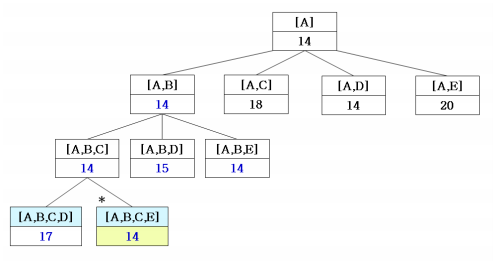 [A]
14
[A,B] [A,C] [A,D] [A,E]
14 18 14 20
[A,B,C] [A,B,D] [A,B,E]
14 15 14
*
[A,B,C,D] [A,B,C,E]
17 14